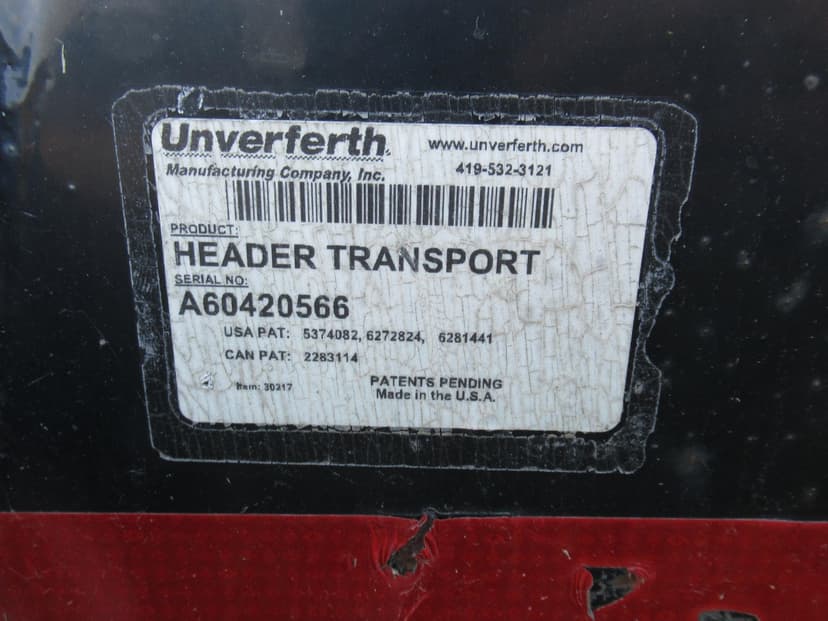 Unverferth
www.unverferth.com
Manufacturing Company, Inc.
419-532-3121
PRODUCT:
HEADER TRANSPORT
SERIAL NO:
A60420566
USA PAT: 5374082, 6272824, 6281441
CAN PAT: 2283114
Item: 30217
PATENTS PENDING
Made in the U.S.A.